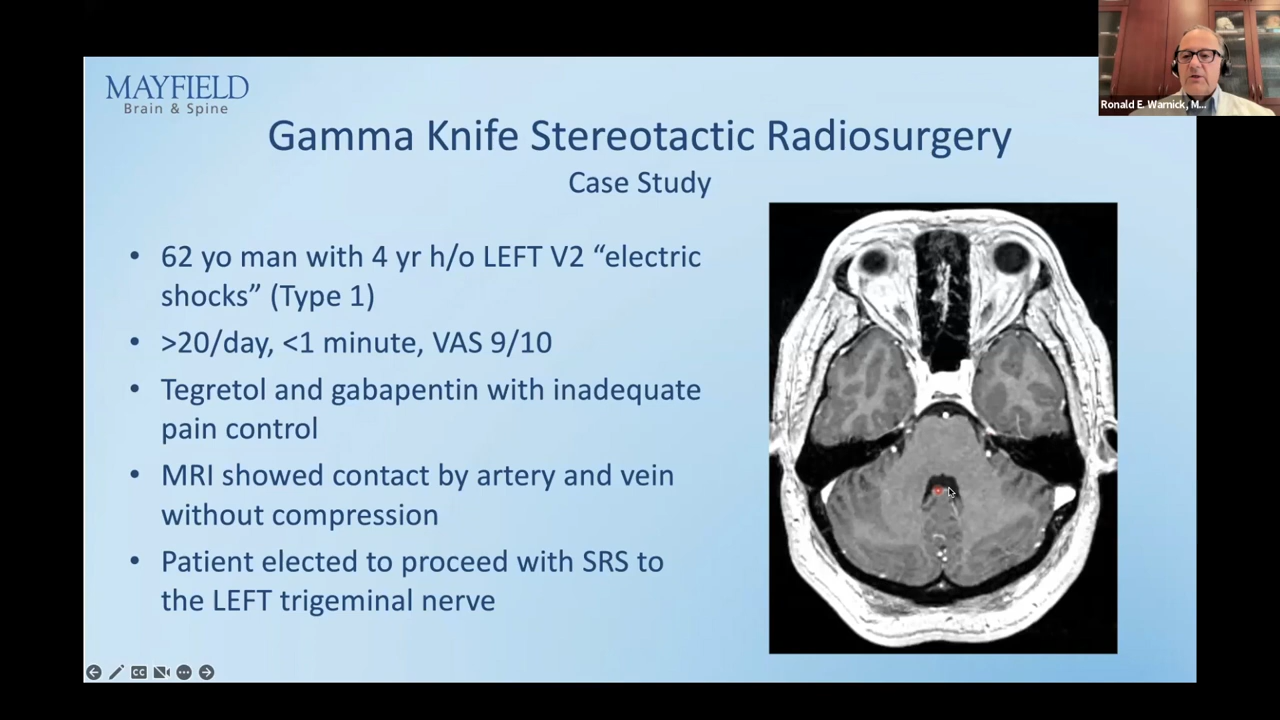 MAYFIELD
Brain & Spine
Ronald E. Warnick, M...
Gamma Knife Stereotactic Radiosurgery
Case Study
• 62 yo man with 4 yr h/o LEFT V2 “electric
shocks” (Type 1)
• >20/day, <1 minute, VAS 9/10
• Tegretol and gabapentin with inadequate
pain control
• MRI showed contact by artery and vein
without compression
• Patient elected to proceed with SRS to
the LEFT trigeminal nerve
CC